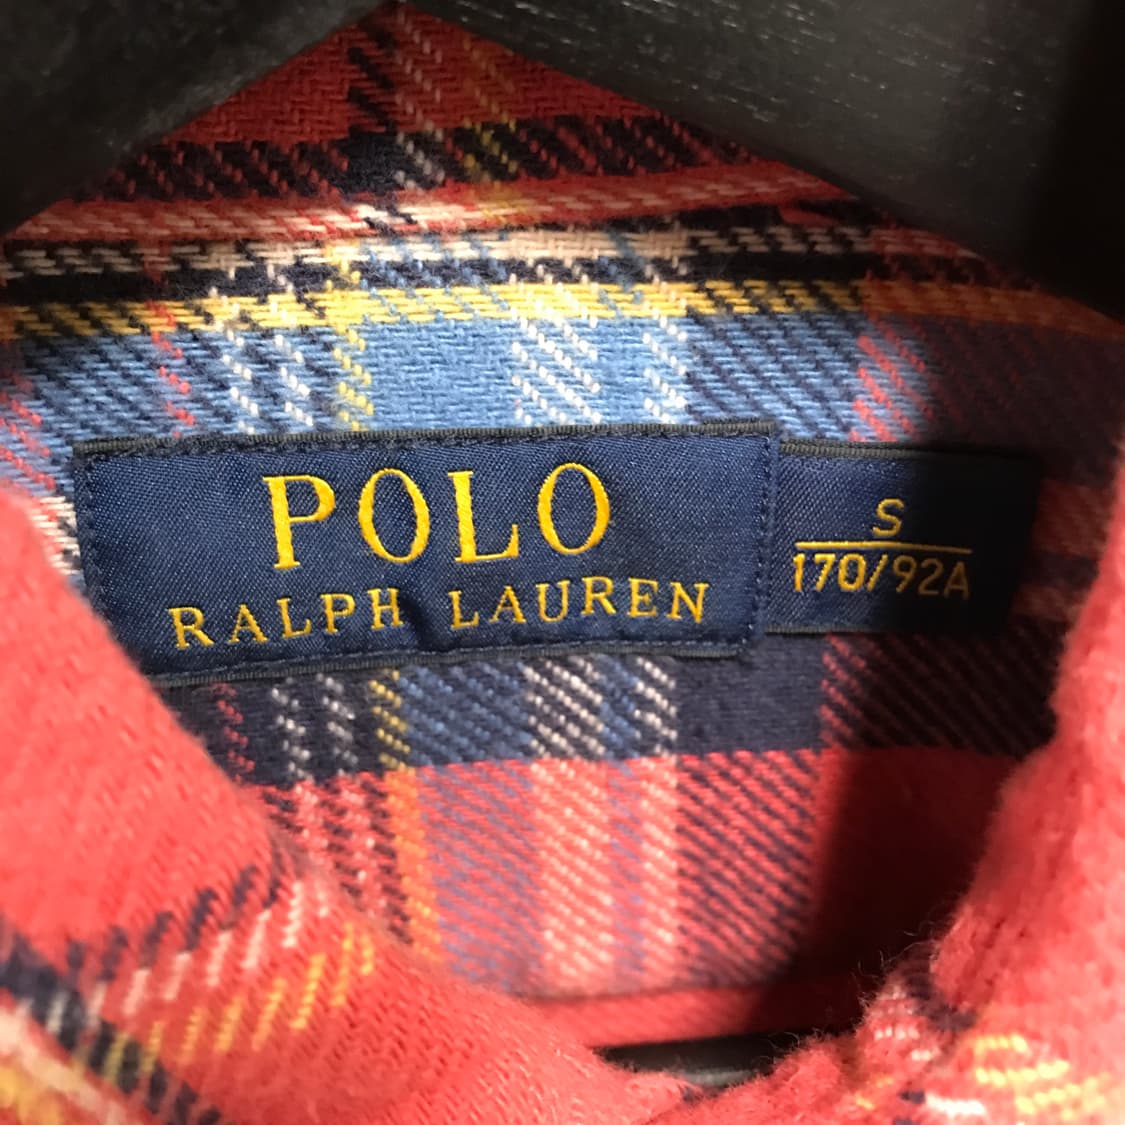 POLO
RALPH LAUREN
S
170/92A